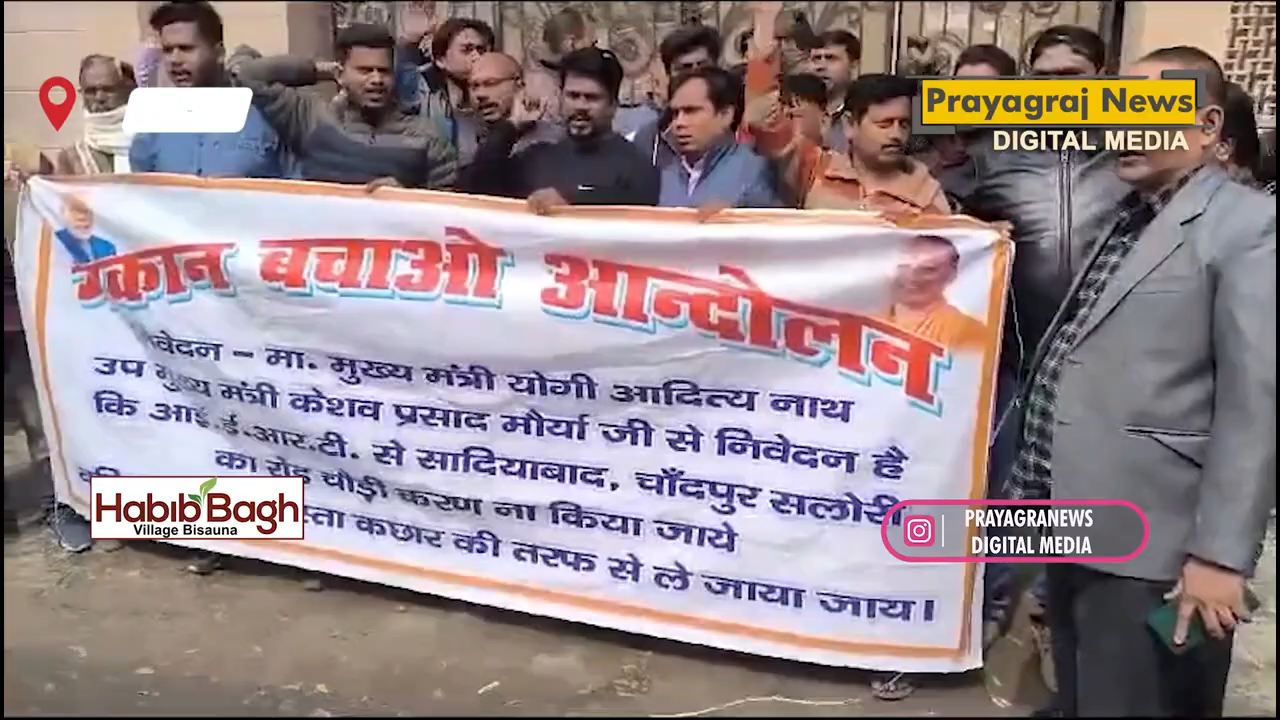 Prayagraj News
DIGITAL MEDIA
मकान बचाओ आन्दोलन
निवेदन – मा. मुख्य मंत्री योगी आदित्य नाथ
उप मुख्य मंत्री केशव प्रसाद मौर्या जी से निवेदन है
कि आई.ई.आर.टी. से सादियाबाद, चाँदपुर सलोरी
का रोड़ चौड़ी करण ना किया जाये
कछार की तरफ से ले जाया जाय।
Habib Bagh
Village Bisauna
PRAYAGRANEWS
DIGITAL MEDIA